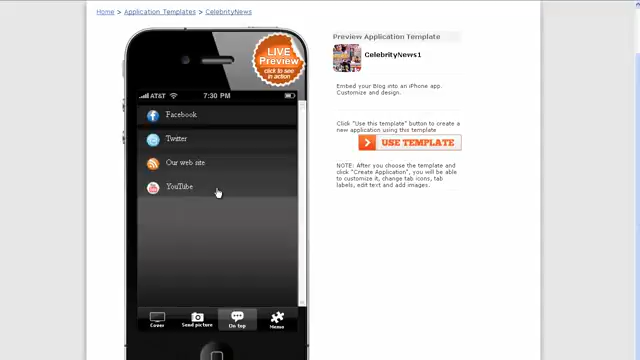 Home > Application Templates > CelebrityNews
LIVE
Preview
click to see
in action
AT&T 7:30 PM
Facebook
Twitter
Our web site
YouTube
Cover Send picture On top Memos
Preview Application Template
CelebrityNews1
Embed your Blog into an iPhone app.
Customize and design.
Click "Use this template" button to create a
new application using this template
USE TEMPLATE
NOTE: After you choose the template and
click "Create Application", you will be able
to customize it, change tab icons, tab
labels, edit text and add images.